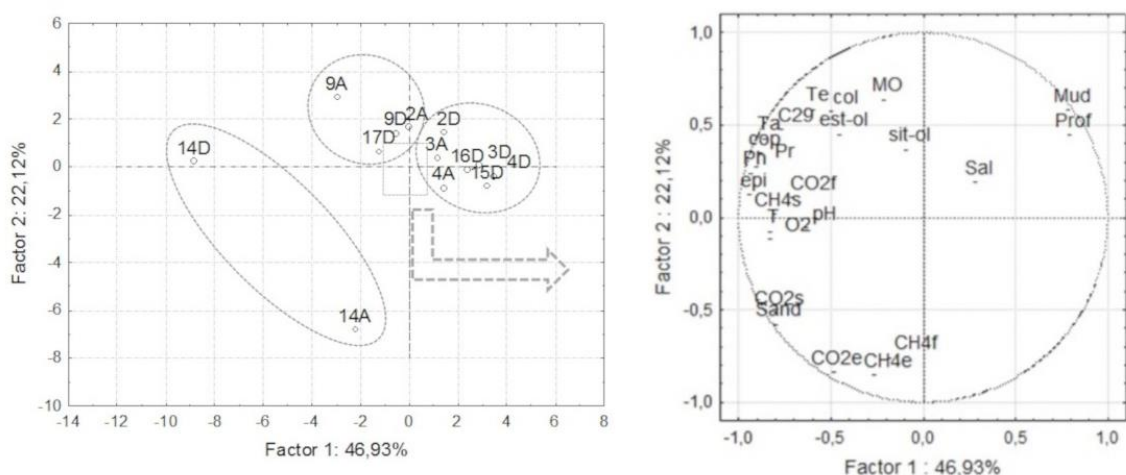 6
4
2
0
-2
-4
-6
-8
-10
-14
-12
-10
-8
-6
-4
-2
0
2
4
6
8
Factor 2: 22,12%
Factor 1: 46,93%
9A
9D
2A
2D
17D
3A
16D
3D
4D
4A
15D
14D
14A
1,0
0,5
0,0
-0,5
-1,0
-1,0
-0,5
0,0
0,5
1,0
Factor 2 : 22,12%
Factor 1 : 46,93%
Te
col
MO
Mud
Prof
C29
est-ol
Ta
sit-ol
cop
Pr
Ph
Sal
epi
CO2f
CH4s
T
pH
O2
CO2s
Sand
CH4f
CO2e
CH4e